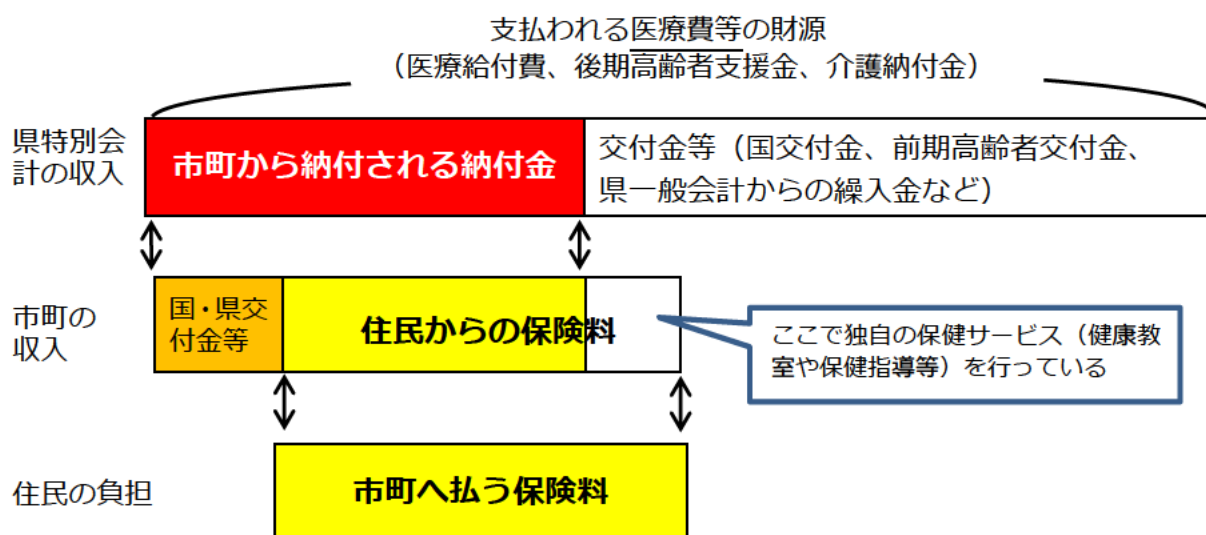 支払われる医療費等の財源
（医療給付費、後期高齢者支援金、介護納付金）
県特別会
計の収入
市町から納付される納付金
交付金等（国交付金、前期高齢者交付金、
県一般会計からの繰入金など）
市町の
収入
国・県交
付金等
住民からの保険料
ここで独自の保健サービス（健康教
室や保健指導等）を行っている
住民の負担
市町へ払う保険料